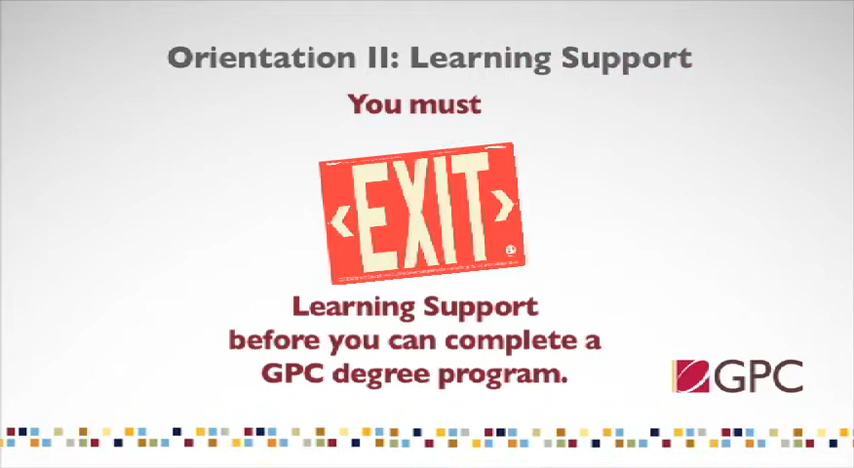 Orientation II: Learning Support
You must
EXIT
Learning Support
before you can complete a
GPC degree program.
GPC